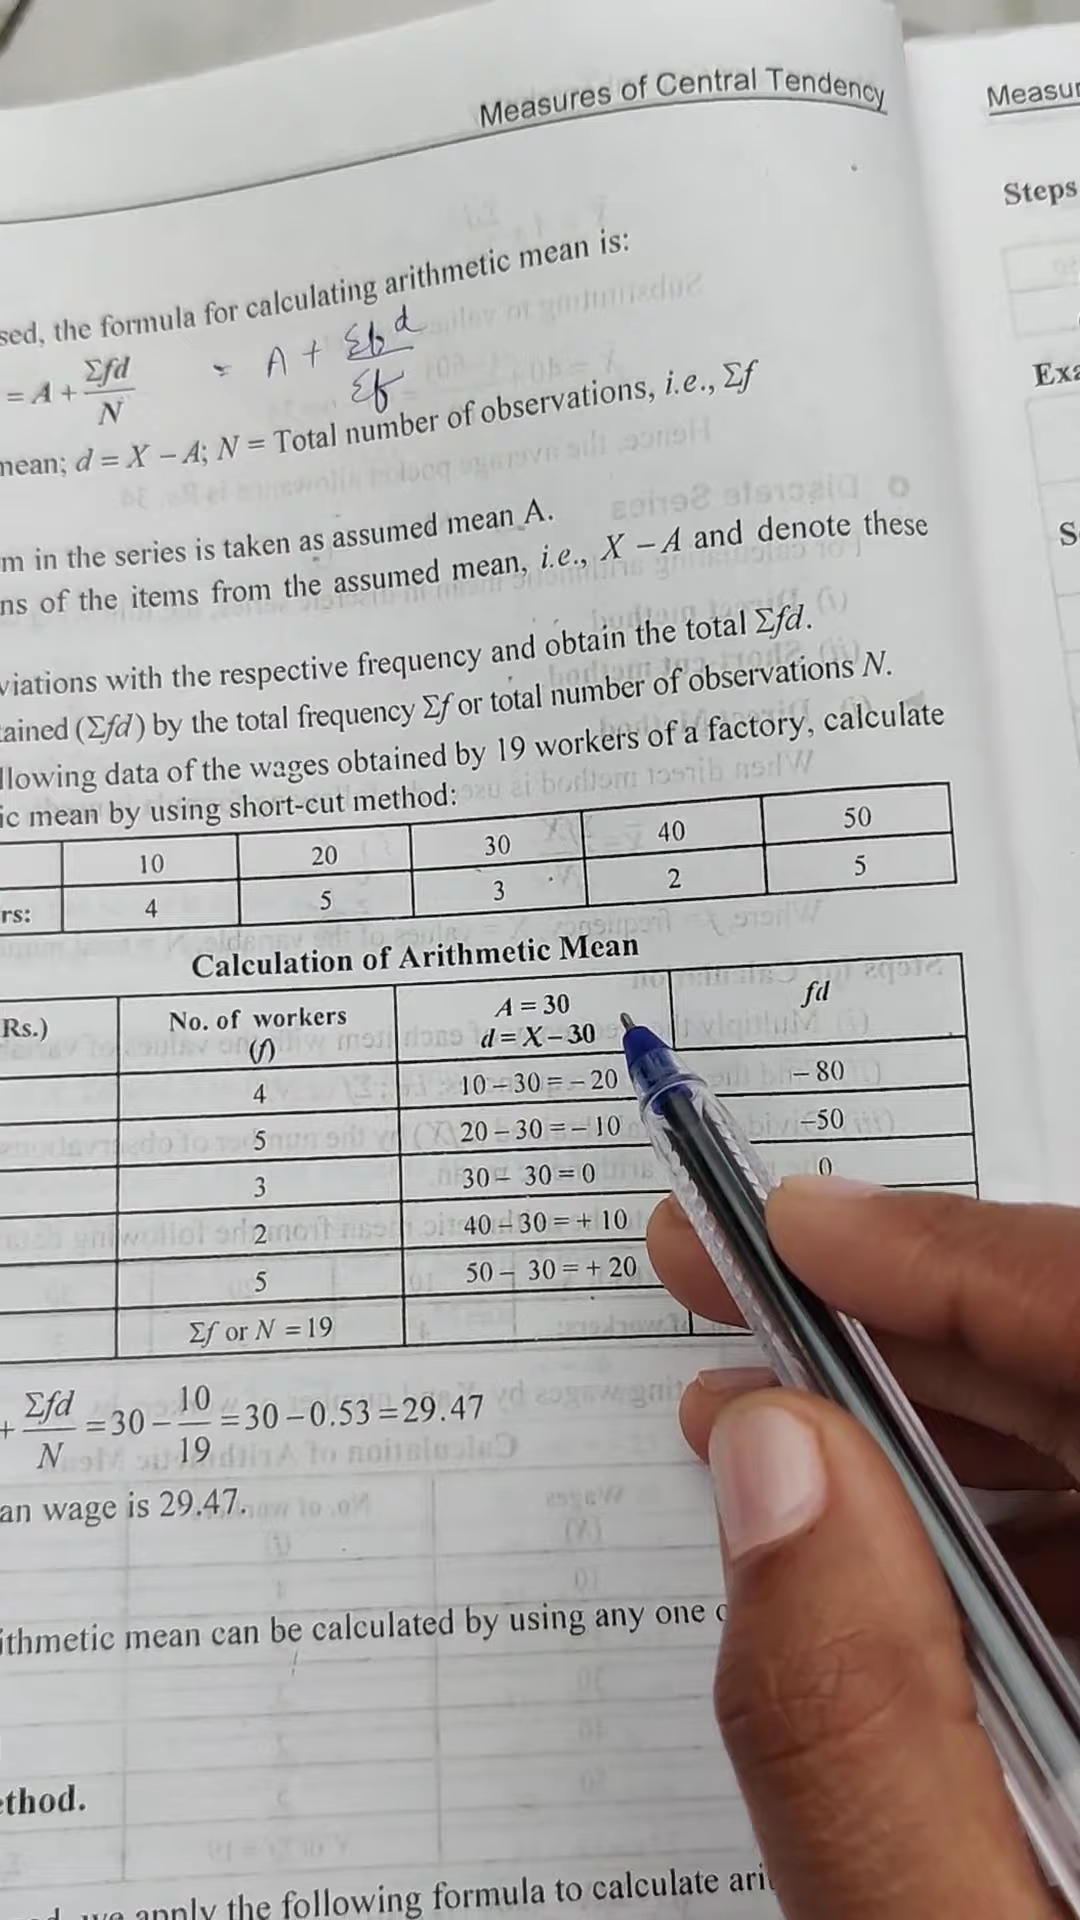 Measures of Central Tendency
sed, the formula for calculating arithmetic mean is:
= A + Σfd / N = A + Σfd / Σf
mean; d = X – A; N = Total number of observations, i.e., Σf
m in the series is taken as assumed mean A.
ns of the items from the assumed mean, i.e., X – A and denote these
viations with the respective frequency and obtain the total Σfd.
tained (Σfd) by the total frequency Σf or total number of observations N.
llowing data of the wages obtained by 19 workers of a factory, calculate
ic mean by using short-cut method:
10 20 30 40 50
rs: 4 5 3 2 5
Calculation of Arithmetic Mean
Rs.) No. of workers (f) A = 30 d = X – 30 fd
4 10 – 30 = – 20 – 80
5 20 – 30 = – 10 –50
3 30 – 30 = 0 0
2 40 – 30 = + 10
5 50 – 30 = + 20
Σf or N = 19
+ Σfd / N = 30 – 10 / 19 = 30 – 0.53 = 29.47
an wage is 29.47.
ithmetic mean can be calculated by using any one
ethod.
we apply the following formula to calculate ari
Measur
Steps
Exa
S